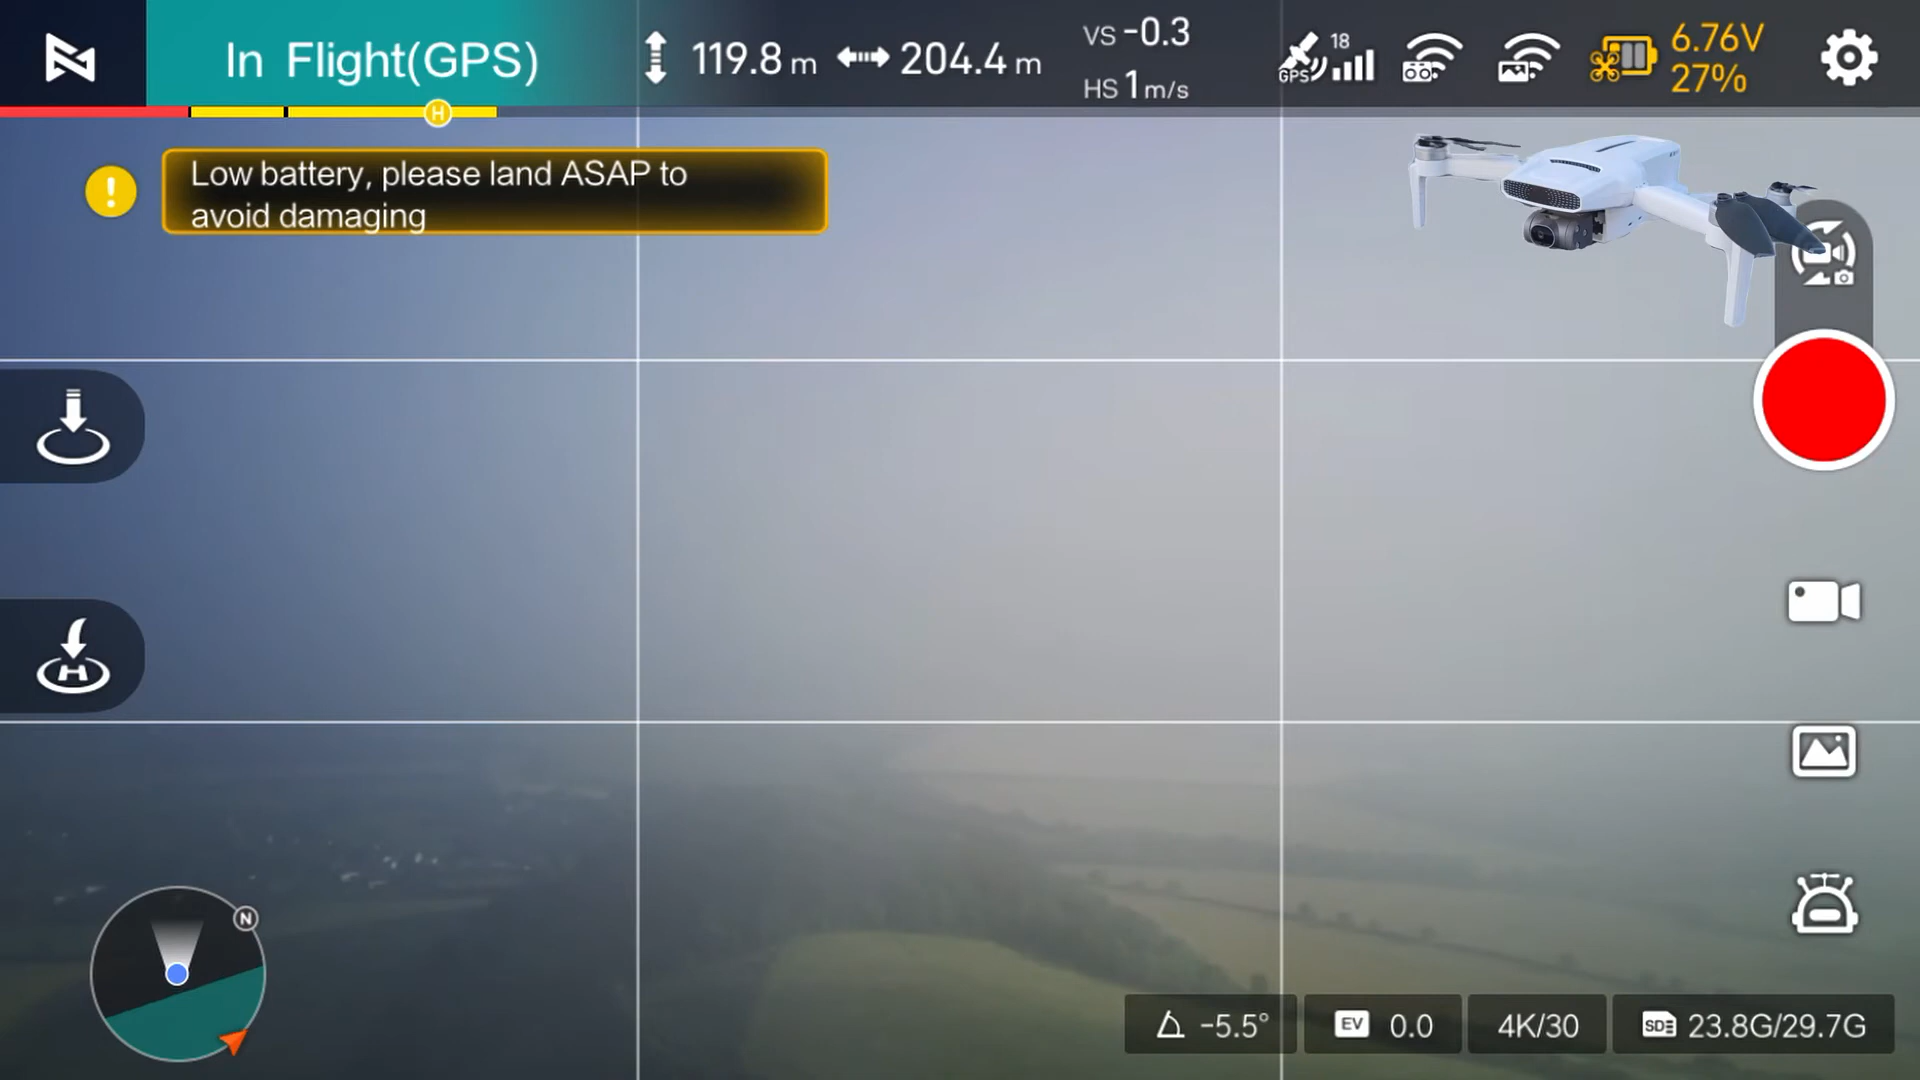 In Flight(GPS)
119.8 m
204.4 m
VS -0.3
HS 1m/s
GPS
18
6.76V
27%
H
Low battery, please land ASAP to
avoid damaging
N
-5.5°
EV 0.0
4K/30
SD 23.8G/29.7G